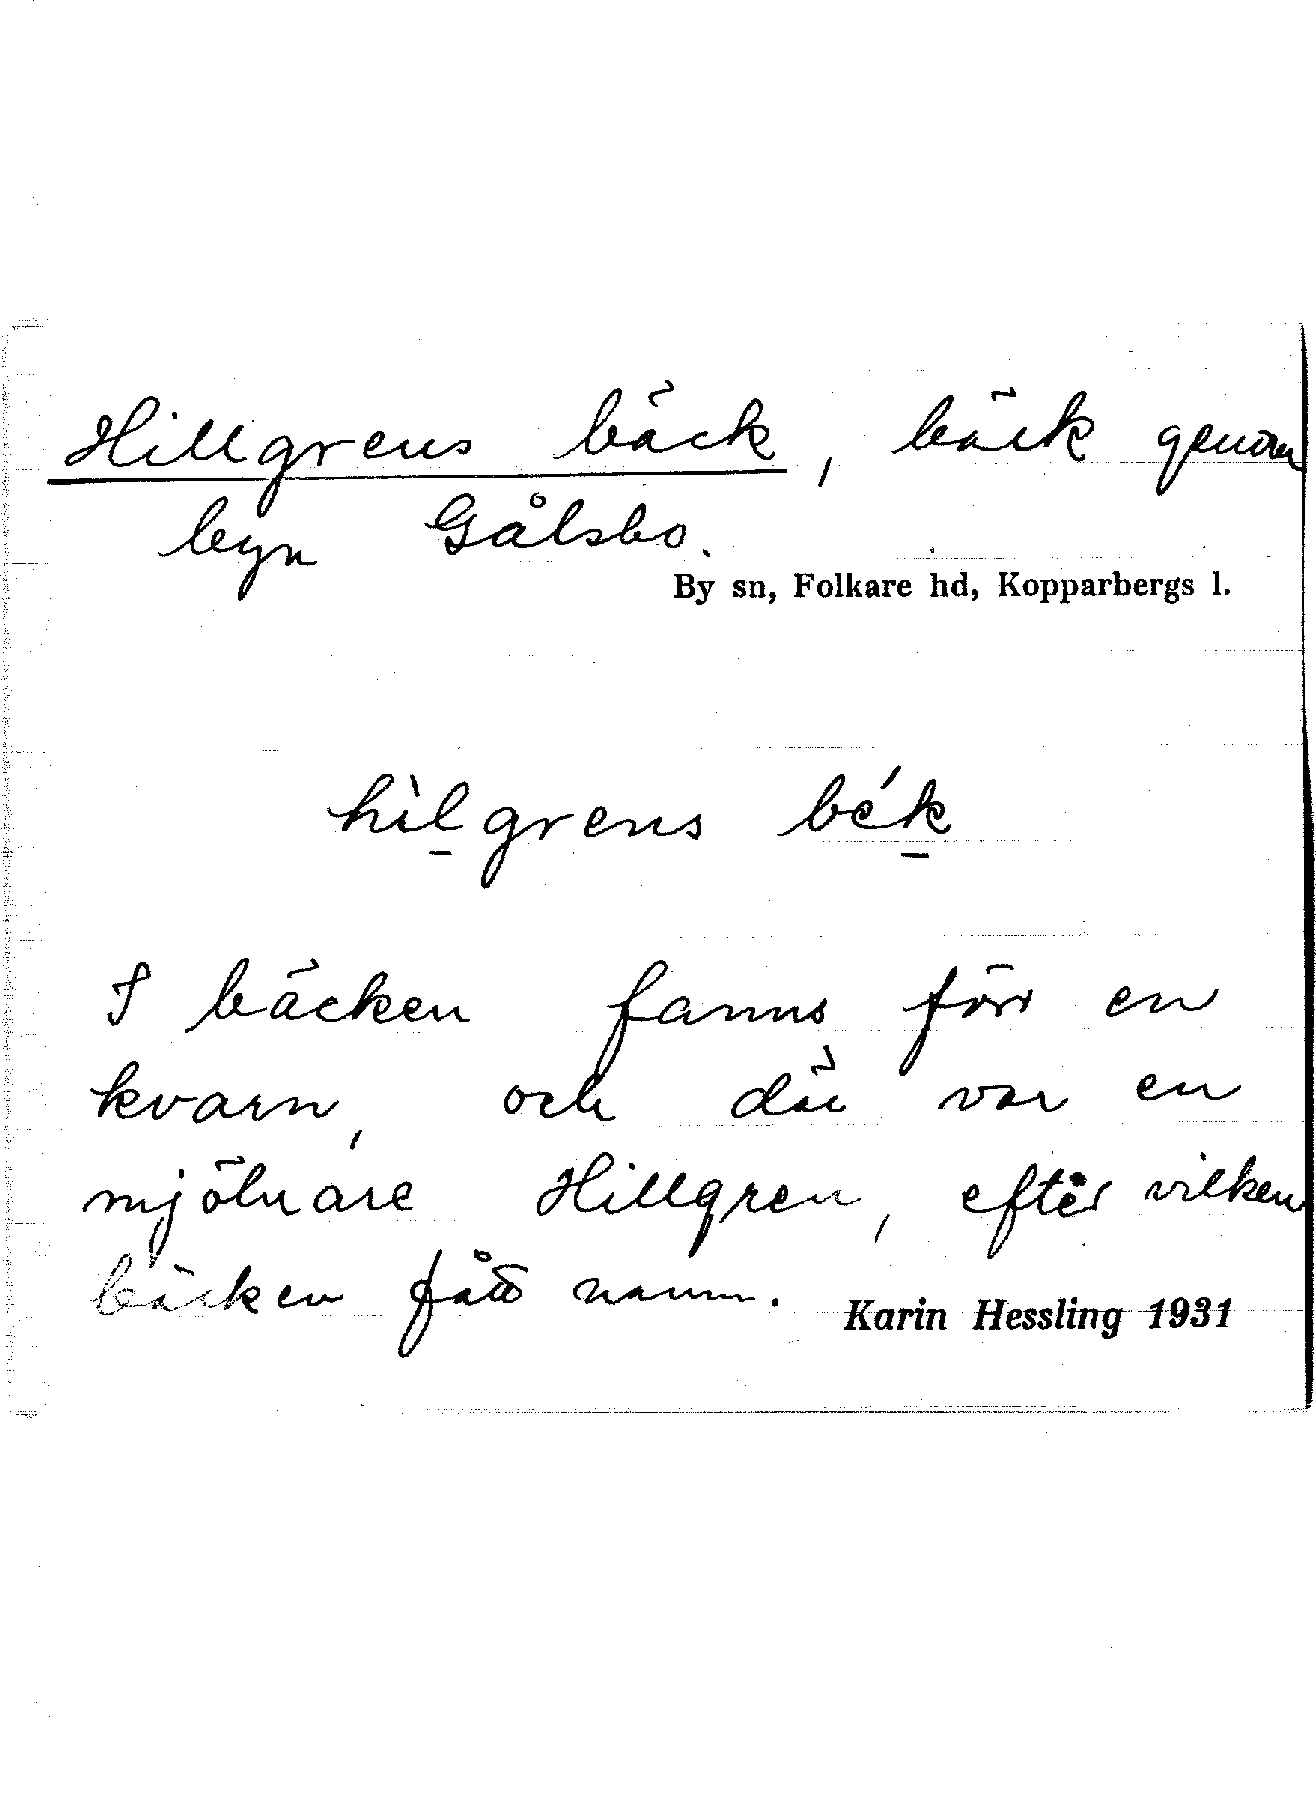 Hillgrens bäck, bäck genom
byn Gålsbo.
By sn, Folkare hd, Kopparbergs l.
hìlgrens bék
I bäcken fanns förr en
kvarn, och där var en
mjölnare Hillgren, efter vilken
bäcken fått namn.
Karin Hessling 1931